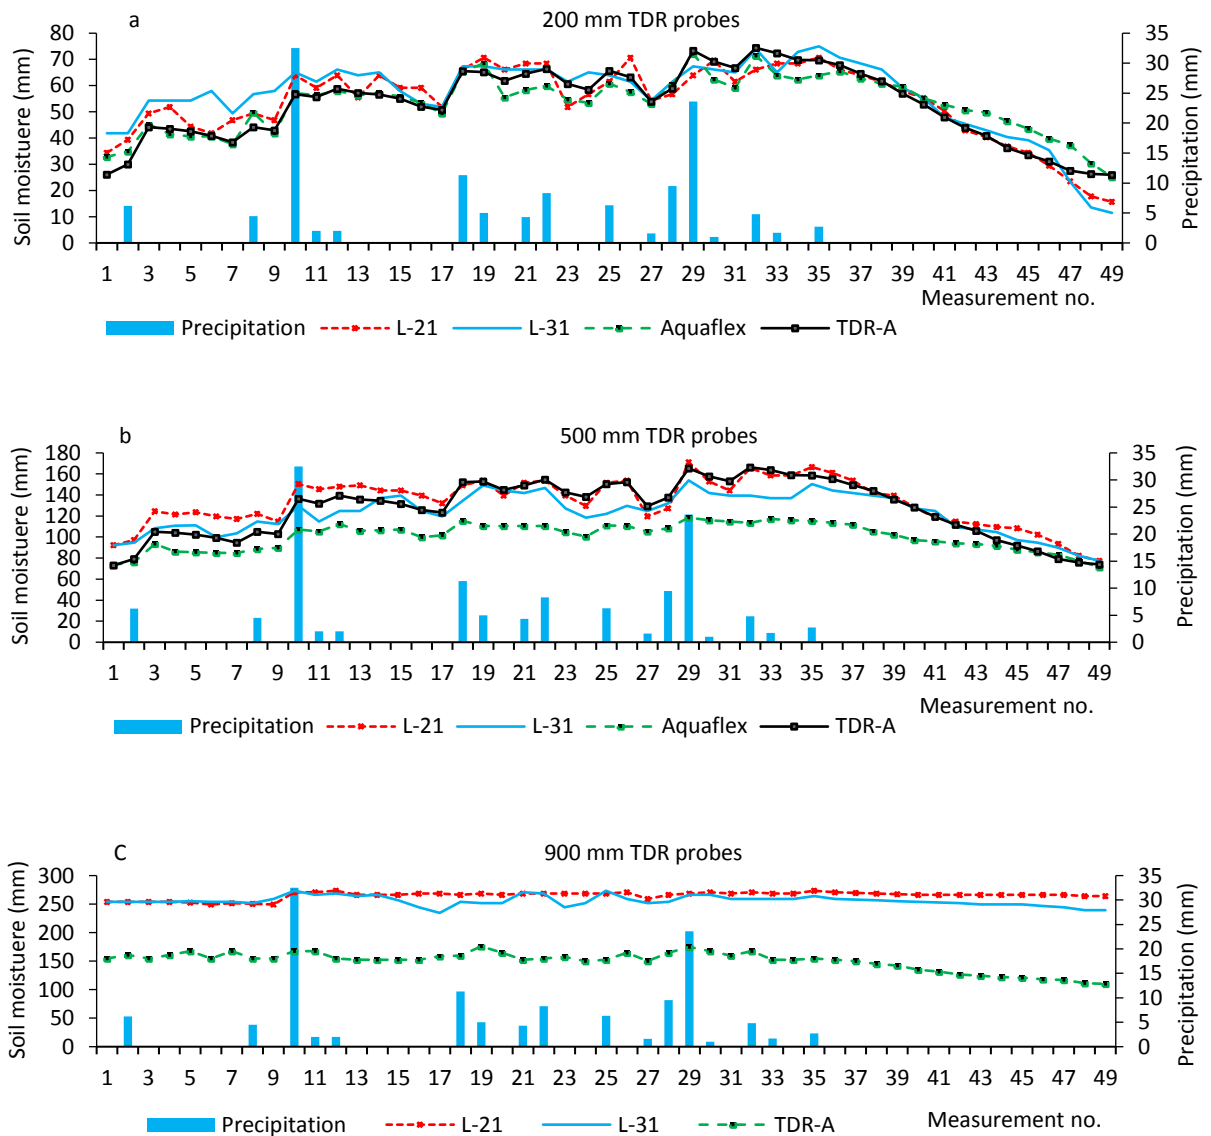 a
200 mm TDR probes
Soil moistuere (mm)
80
70
60
50
40
30
20
10
0
35
30
25
20
15
10
5
0
Precipitation (mm)
1 3 5 7 9 11 13 15 17 19 21 23 25 27 29 31 33 35 37 39 41 43 45 47 49
Measurement no.
Precipitation L-21 L-31 Aquaflex TDR-A
b
500 mm TDR probes
Soil moistuere (mm)
180
160
140
120
100
80
60
40
20
0
35
30
25
20
15
10
5
0
Precipitation (mm)
1 3 5 7 9 11 13 15 17 19 21 23 25 27 29 31 33 35 37 39 41 43 45 47 49
Measurement no.
Precipitation L-21 L-31 Aquaflex TDR-A
C
900 mm TDR probes
Soil moistuere (mm)
300
250
200
150
100
50
0
35
30
25
20
15
10
5
0
Precipitation (mm)
1 3 5 7 9 11 13 15 17 19 21 23 25 27 29 31 33 35 37 39 41 43 45 47 49
Precipitation L-21 L-31 TDR-A Measurement no.